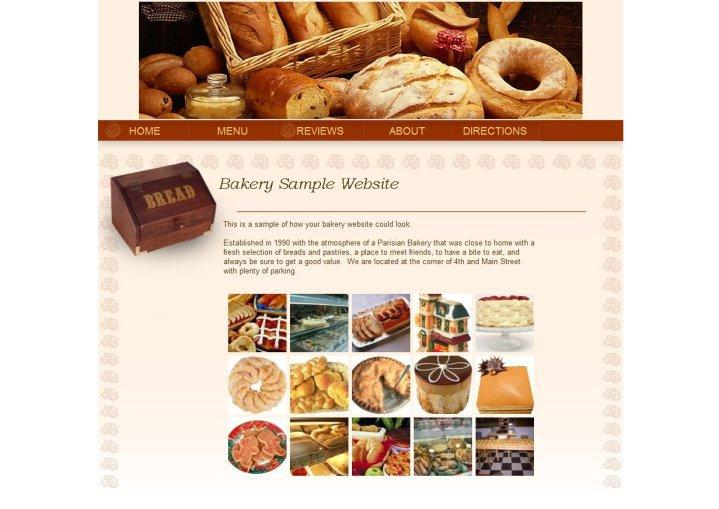 HOME MENU REVIEWS ABOUT DIRECTIONS
BREAD
Bakery Sample Website
This is a sample of how your bakery website could look.
Established in 1990 with the atmosphere of a Parisian Bakery that was close to home with a
fresh selection of breads and pastries, a place to meet friends, to have a bite to eat, and
always be sure to get a good value. We are located at the corner of 4th and Main Street
with plenty of parking.